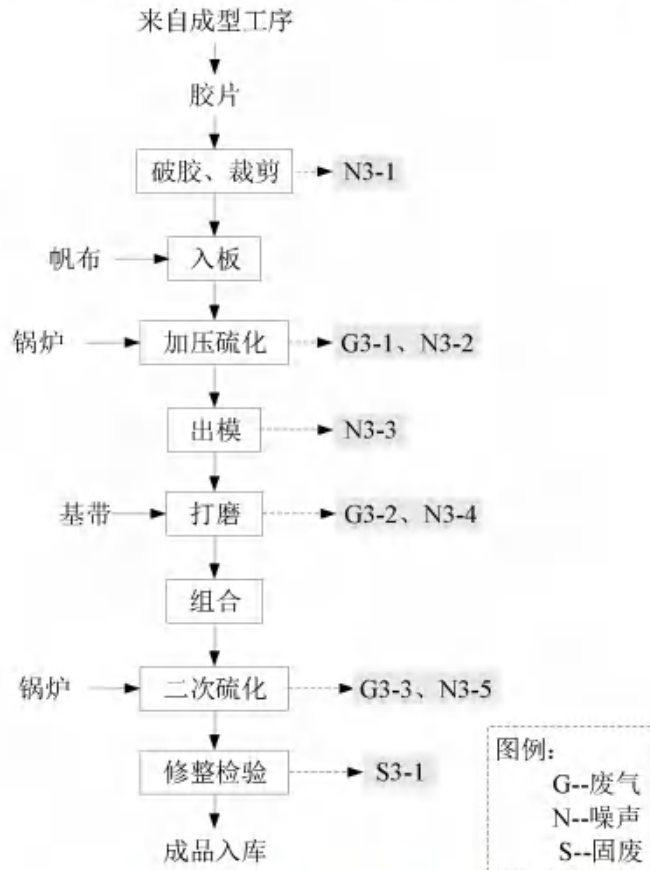 来自成型工序
胶片
破胶、裁剪
N3-1
帆布
入板
锅炉
加压硫化
G3-1、N3-2
出模
N3-3
基带
打磨
G3-2、N3-4
组合
锅炉
二次硫化
G3-3、N3-5
修整检验
S3-1
成品入库
图例：
G--废气
N--噪声
S--固废